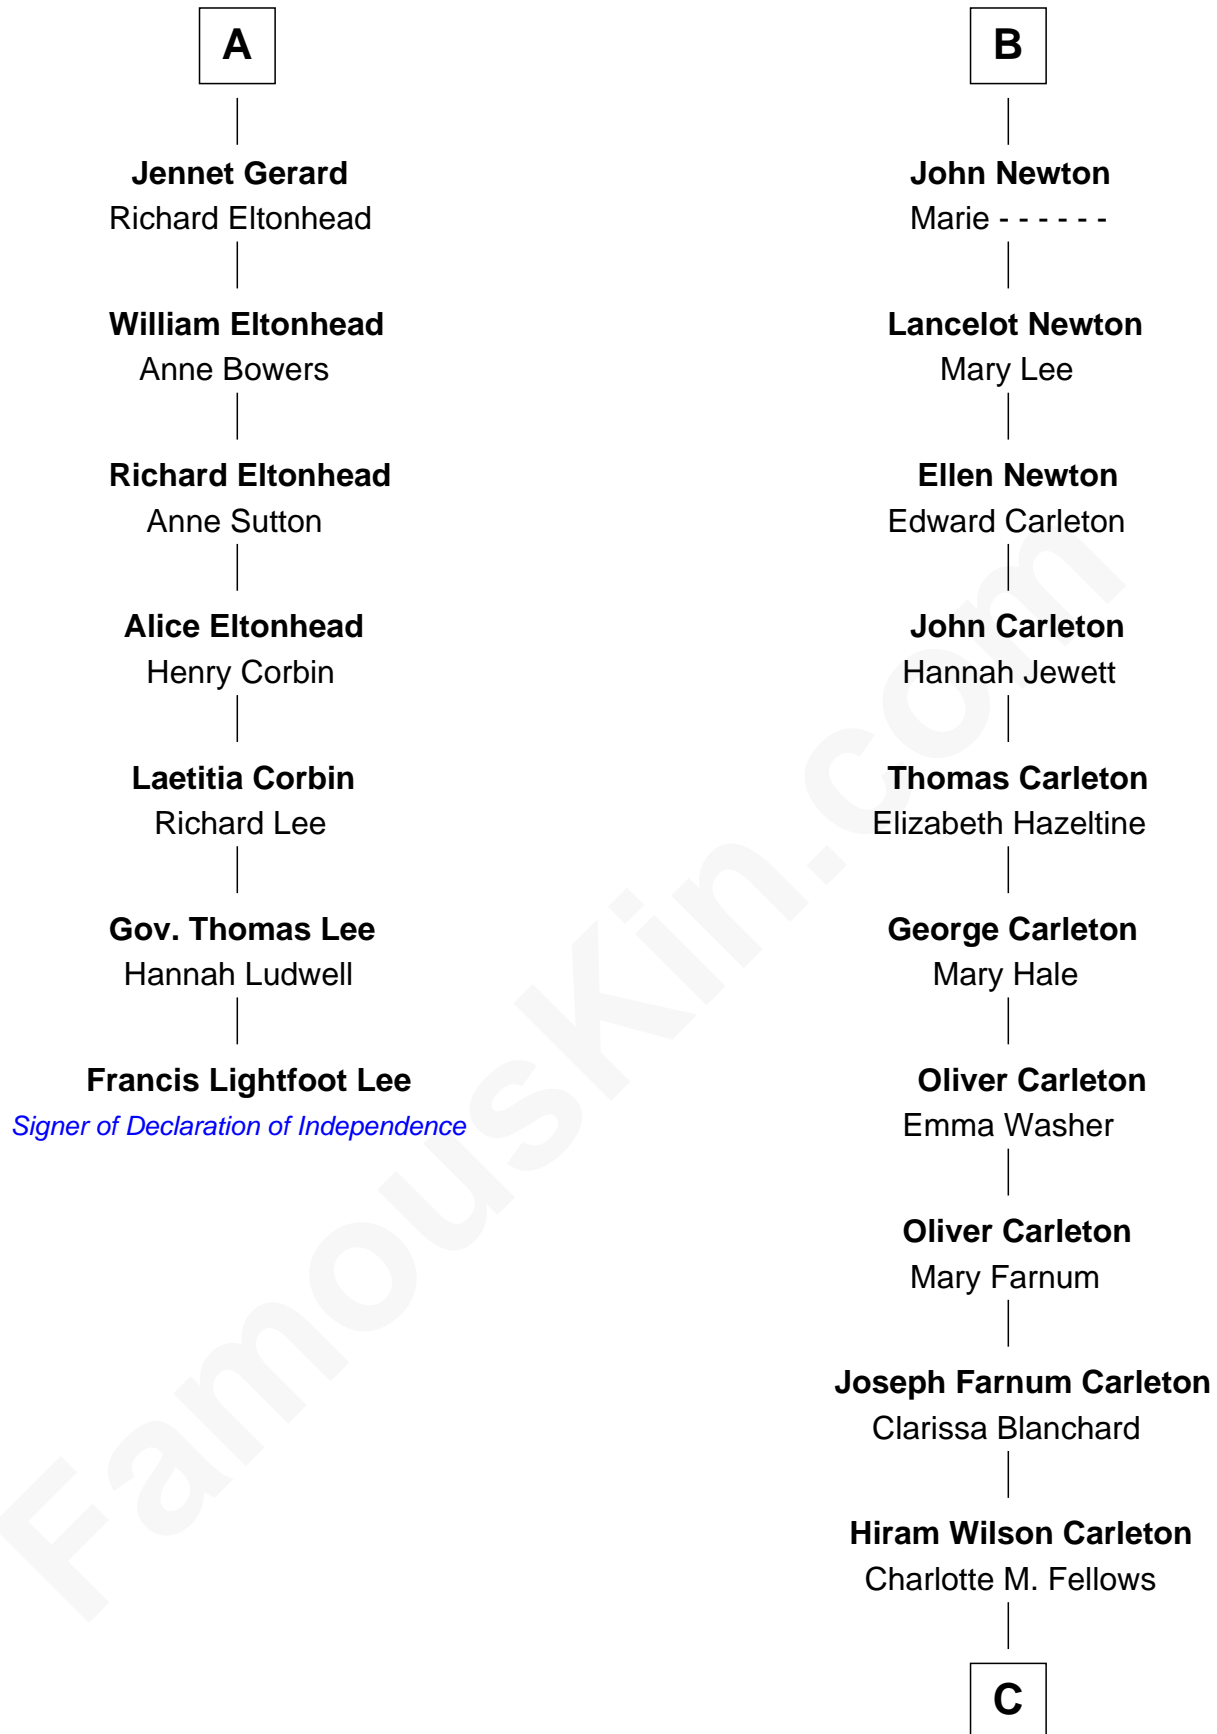 A
Jennet Gerard
Richard Eltonhead
William Eltonhead
Anne Bowers
Richard Eltonhead
Anne Sutton
Alice Eltonhead
Henry Corbin
Laetitia Corbin
Richard Lee
Gov. Thomas Lee
Hannah Ludwell
Francis Lightfoot Lee
Signer of Declaration of Independence
B
John Newton
Marie - - - - - -
Lancelot Newton
Mary Lee
Ellen Newton
Edward Carleton
John Carleton
Hannah Jewett
Thomas Carleton
Elizabeth Hazeltine
George Carleton
Mary Hale
Oliver Carleton
Emma Washer
Oliver Carleton
Mary Farnum
Joseph Farnum Carleton
Clarissa Blanchard
Hiram Wilson Carleton
Charlotte M. Fellows
C
FamousKin.com